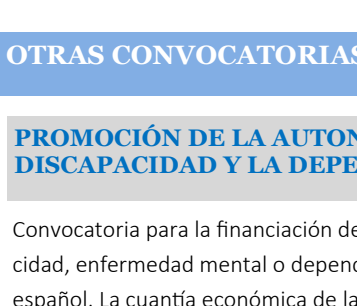 OTRAS CONVOCATORIAS
PROMOCIÓN DE LA AUTON
DISCAPACIDAD Y LA DEPE
Convocatoria para la financiación de
cidad, enfermedad mental o depend
español. La cuantía económica de la